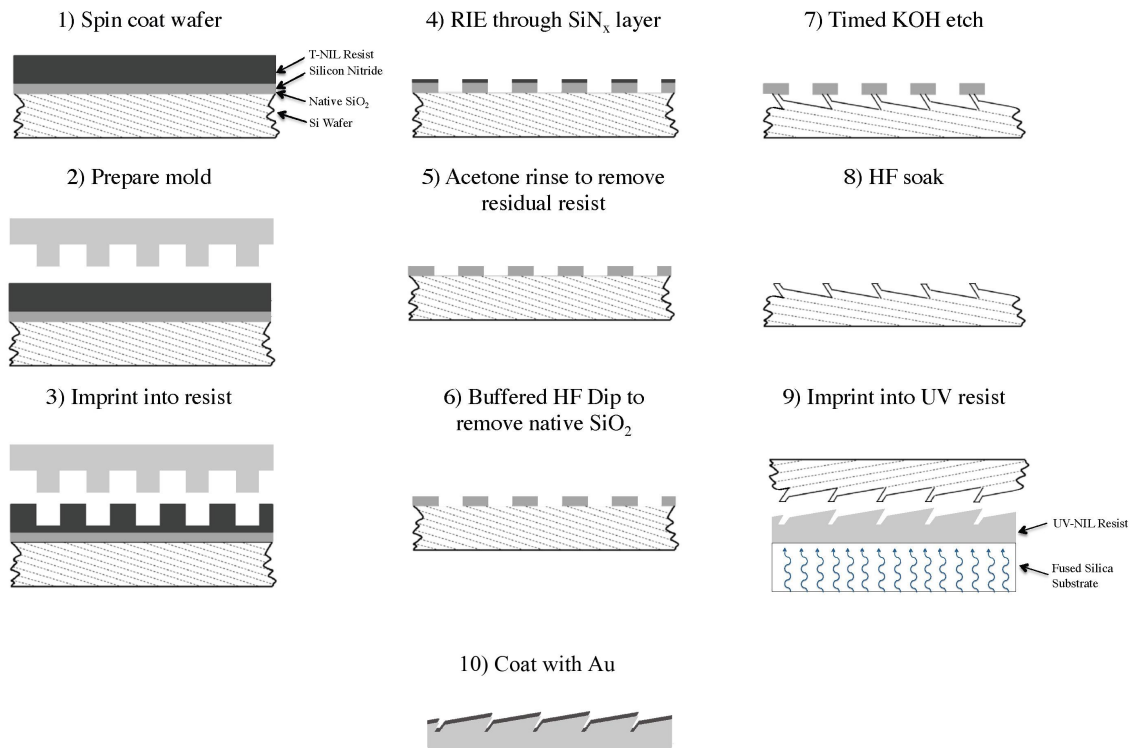 1) Spin coat wafer
T-NIL Resist
Silicon Nitride
Native SiO₂
Si Wafer
2) Prepare mold
3) Imprint into resist
4) RIE through SiNₓ layer
5) Acetone rinse to remove
residual resist
6) Buffered HF Dip to
remove native SiO₂
7) Timed KOH etch
8) HF soak
9) Imprint into UV resist
UV-NIL Resist
Fused Silica
Substrate
10) Coat with Au